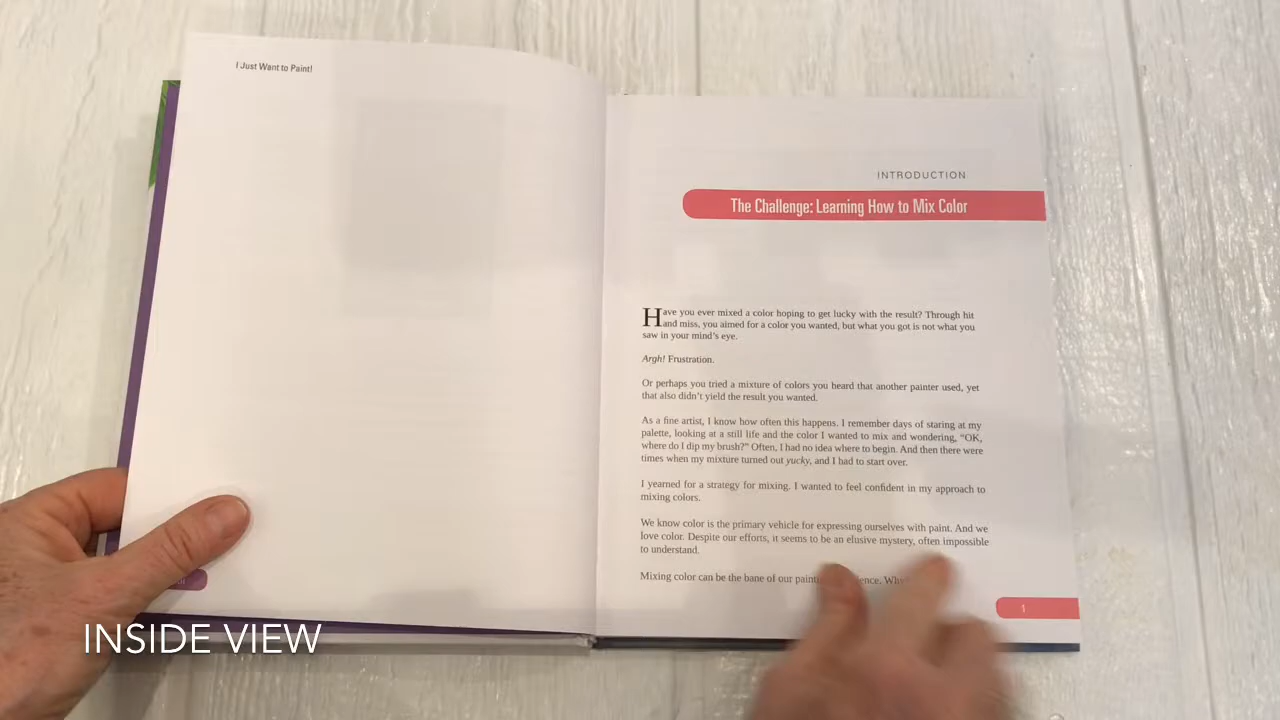 I Just Want to Paint!
INTRODUCTION
The Challenge: Learning How to Mix Color
Have you ever mixed a color hoping to get lucky with the result? Through hit
and miss, you aimed for a color you wanted, but what you got is not what you
saw in your mind's eye.
Argh! Frustration.
Or perhaps you tried a mixture of colors you heard that another painter used, yet
that also didn't yield the result you wanted.
As a fine artist, I know how often this happens. I remember days of staring at my
palette, looking at a still life and the color I wanted to mix and wondering, “OK,
where do I dip my brush?” Often, I had no idea where to begin. And then there were
times when my mixture turned out yucky, and I had to start over.
I yearned for a strategy for mixing. I wanted to feel confident in my approach to
mixing colors.
We know color is the primary vehicle for expressing ourselves with paint. And we
love color. Despite our efforts, it seems to be an elusive mystery, often impossible
to understand.
Mixing color can be the bane of our
INSIDE VIEW